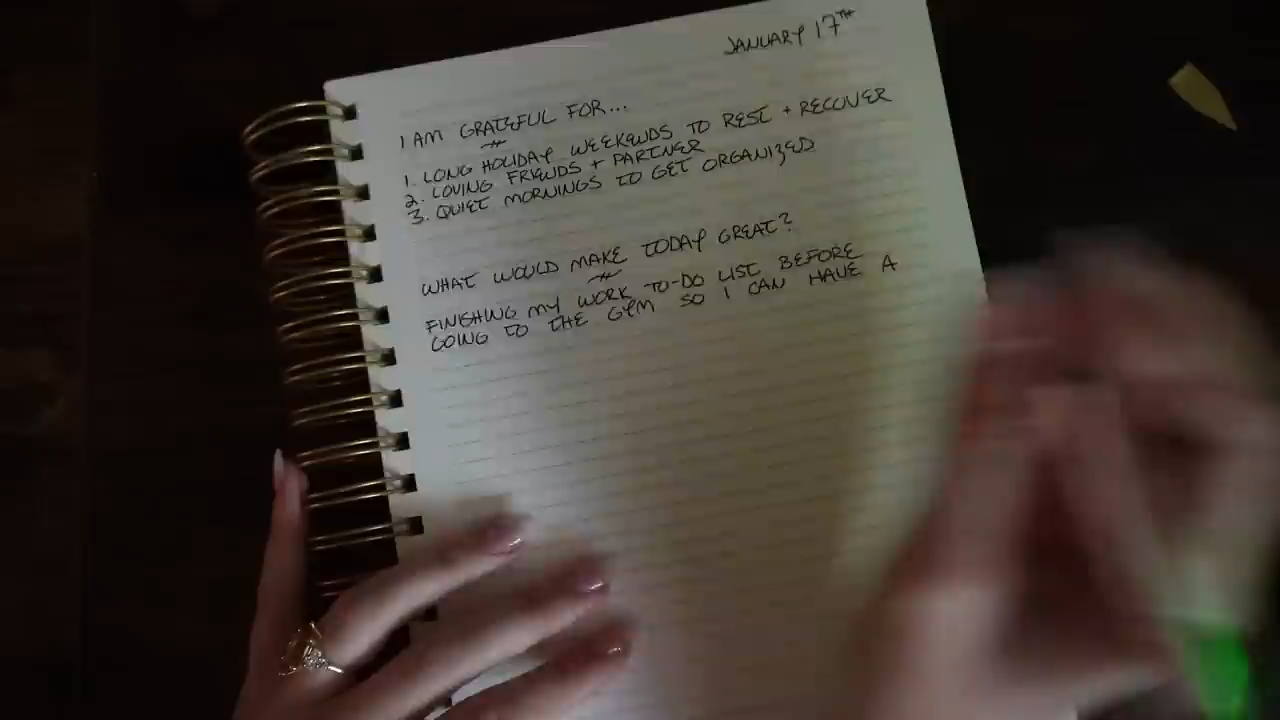 JANUARY 17TH
I AM GRATEFUL FOR...
1. LONG HOLIDAY WEEKENDS TO REST + RECOVER
2. LOVING FRIENDS + PARTNER
3. QUIET MORNINGS TO GET ORGANIZED
WHAT WOULD MAKE TODAY GREAT?
FINISHING MY WORK TO-DO LIST BEFORE
GOING TO THE GYM SO I CAN HAVE A